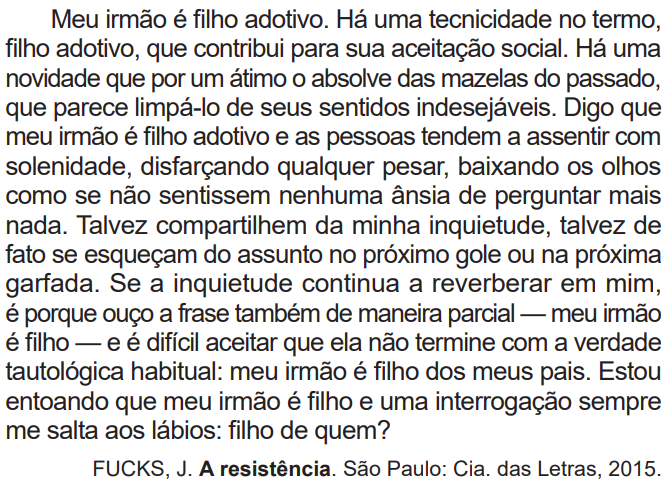 Meu irmão é filho adotivo. Há uma tecnicidade no termo,
filho adotivo, que contribui para sua aceitação social. Há uma
novidade que por um átimo o absolve das mazelas do passado,
que parece limpá-lo de seus sentidos indesejáveis. Digo que
meu irmão é filho adotivo e as pessoas tendem a assentir com
solenidade, disfarçando qualquer pesar, baixando os olhos
como se não sentissem nenhuma ânsia de perguntar mais
nada. Talvez compartilhem da minha inquietude, talvez de
fato se esqueçam do assunto no próximo gole ou na próxima
garfada. Se a inquietude continua a reverberar em mim,
é porque ouço a frase também de maneira parcial — meu irmão
é filho — e é difícil aceitar que ela não termine com a verdade
tautológica habitual: meu irmão é filho dos meus pais. Estou
entoando que meu irmão é filho e uma interrogação sempre
me salta aos lábios: filho de quem?
FUCKS, J. A resistência. São Paulo: Cia. das Letras, 2015.